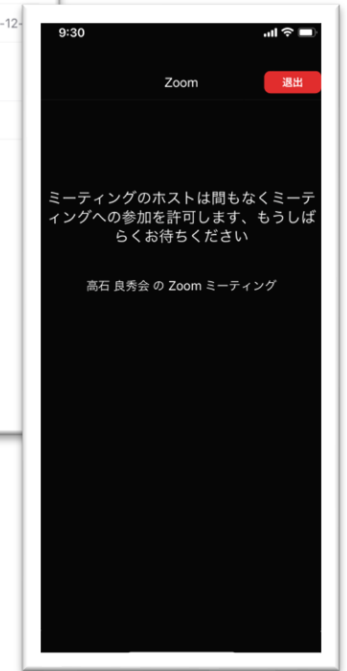 -12-
9:30
Zoom
退出
ミーティングのホストは間もなくミーテ
ィングへの参加を許可します、もうしば
らくお待ちください
高石 良秀会 の Zoom ミーティング